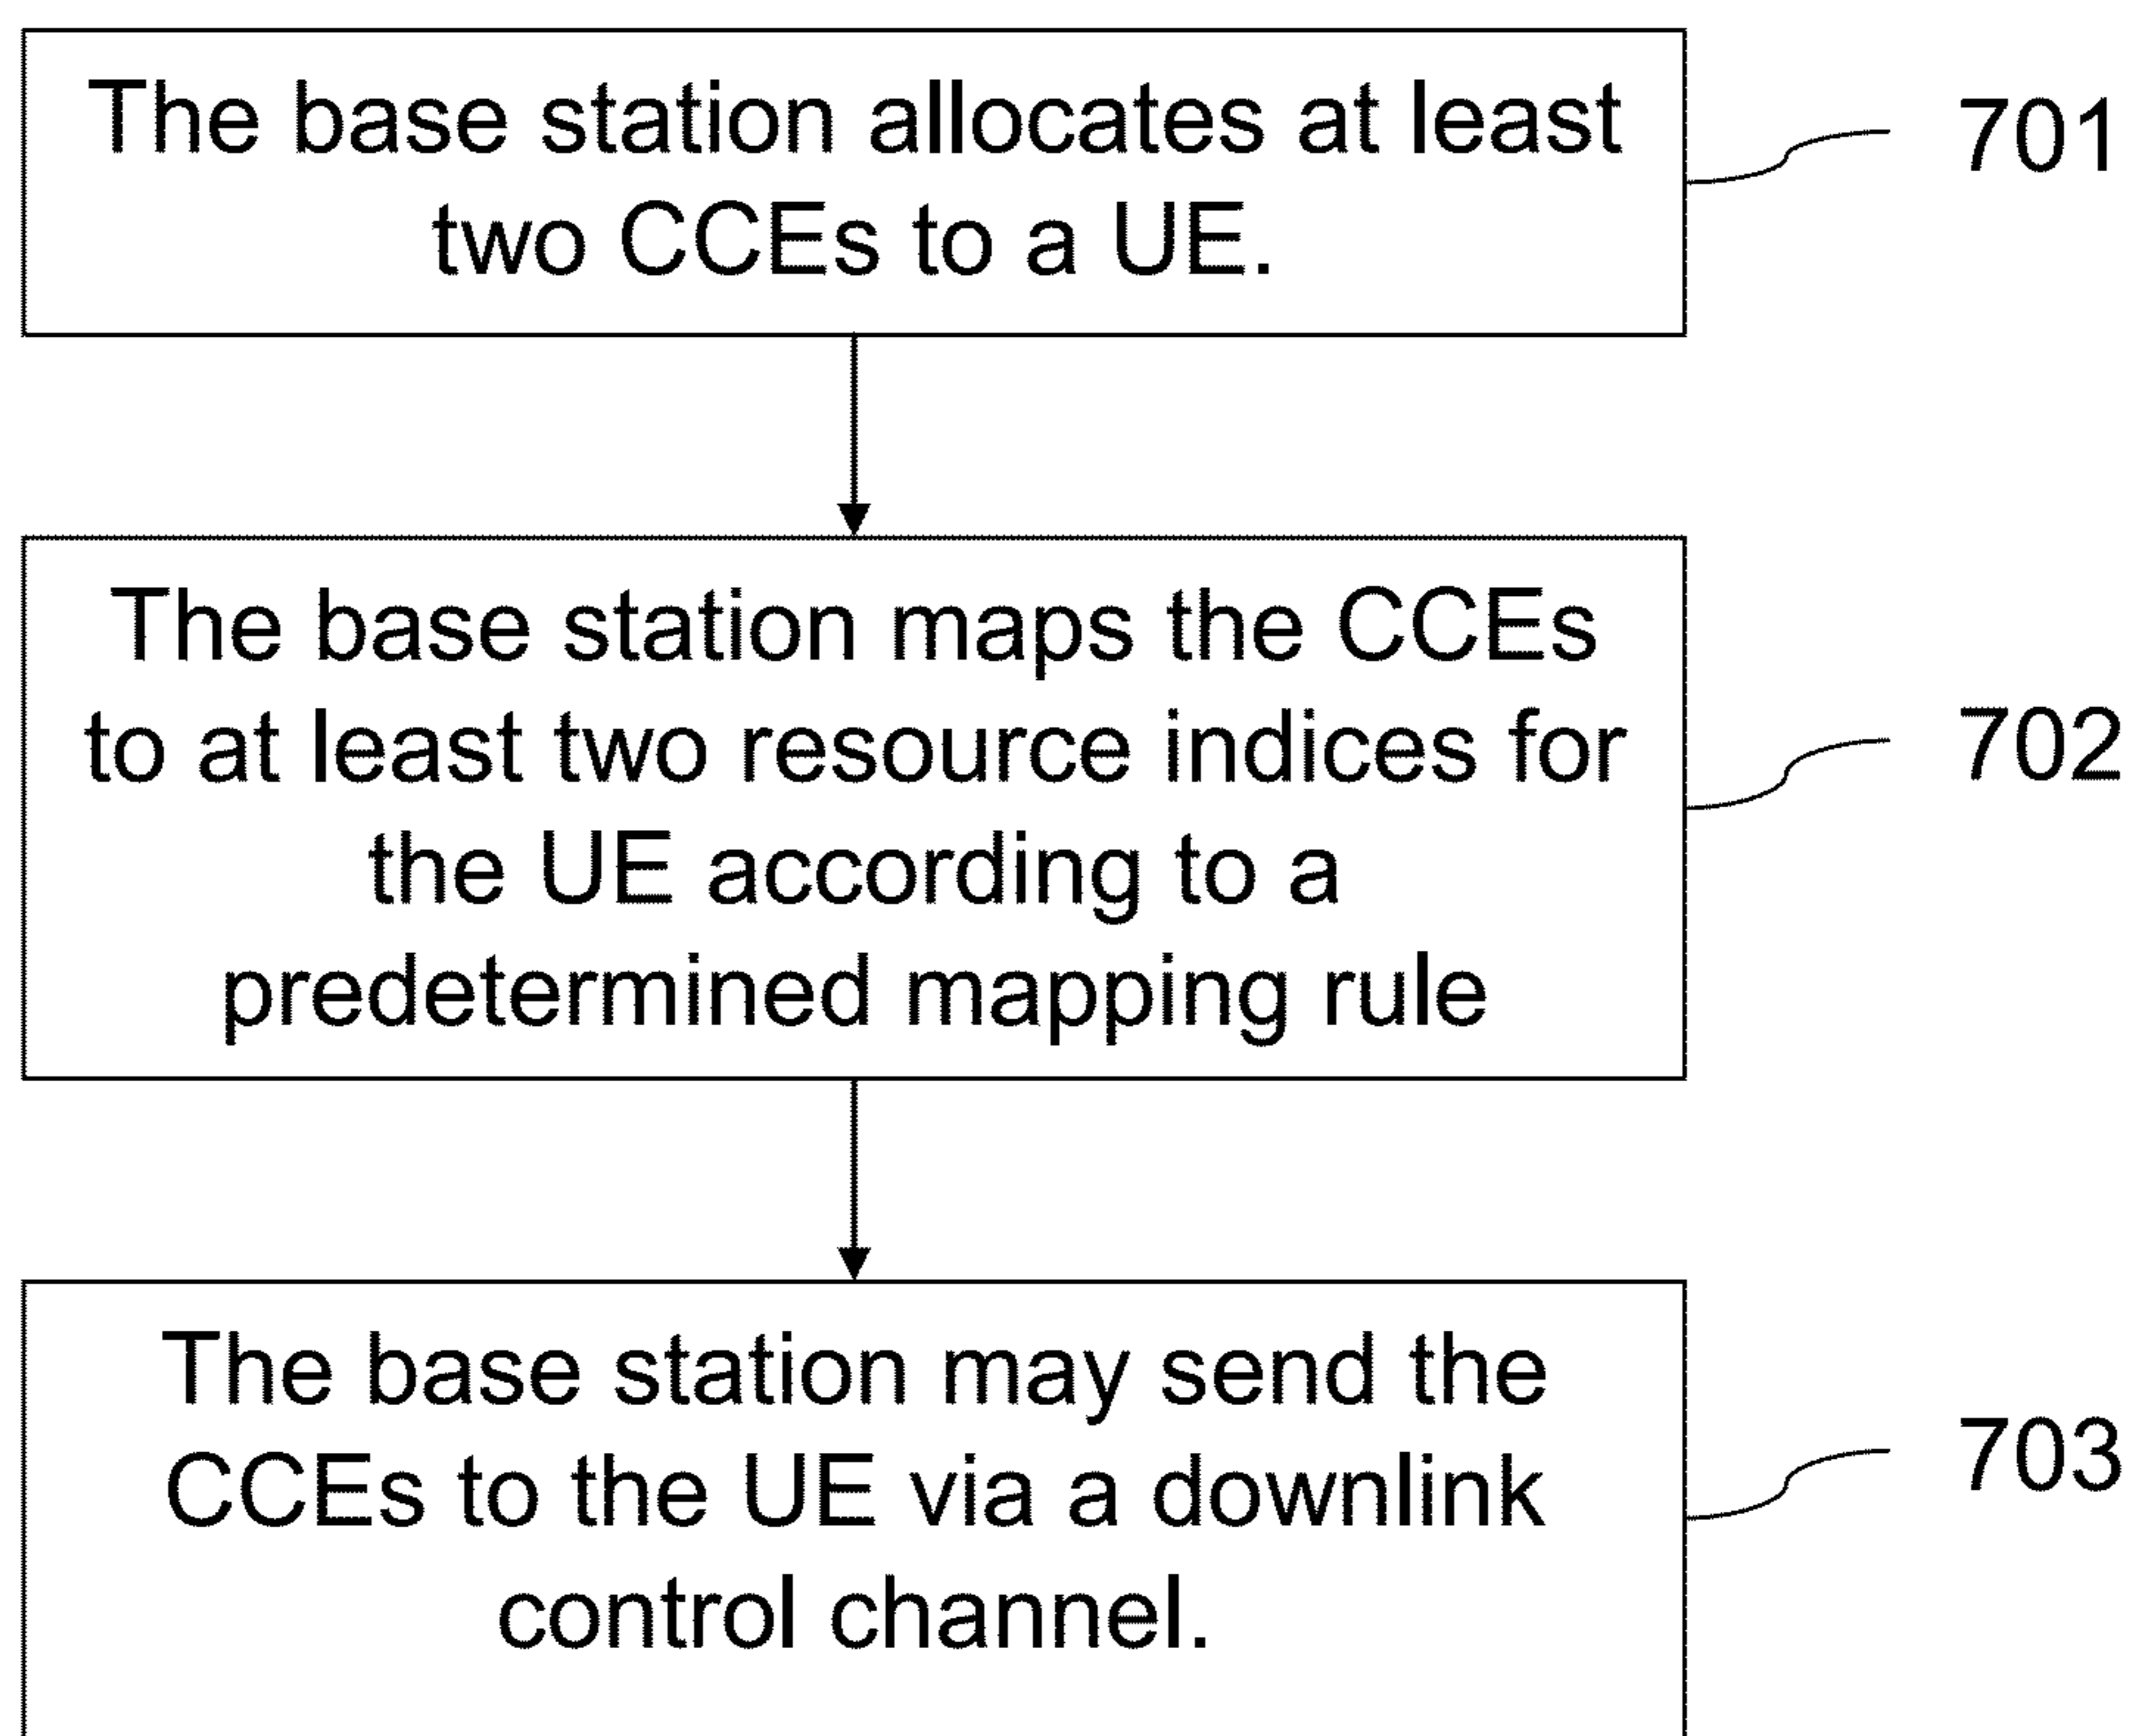 The base station allocates at least
two CCEs to a UE.
701
The base station maps the CCEs
to at least two resource indices for
the UE according to a
predetermined mapping rule
702
The base station may send the
CCEs to the UE via a downlink
control channel.
703